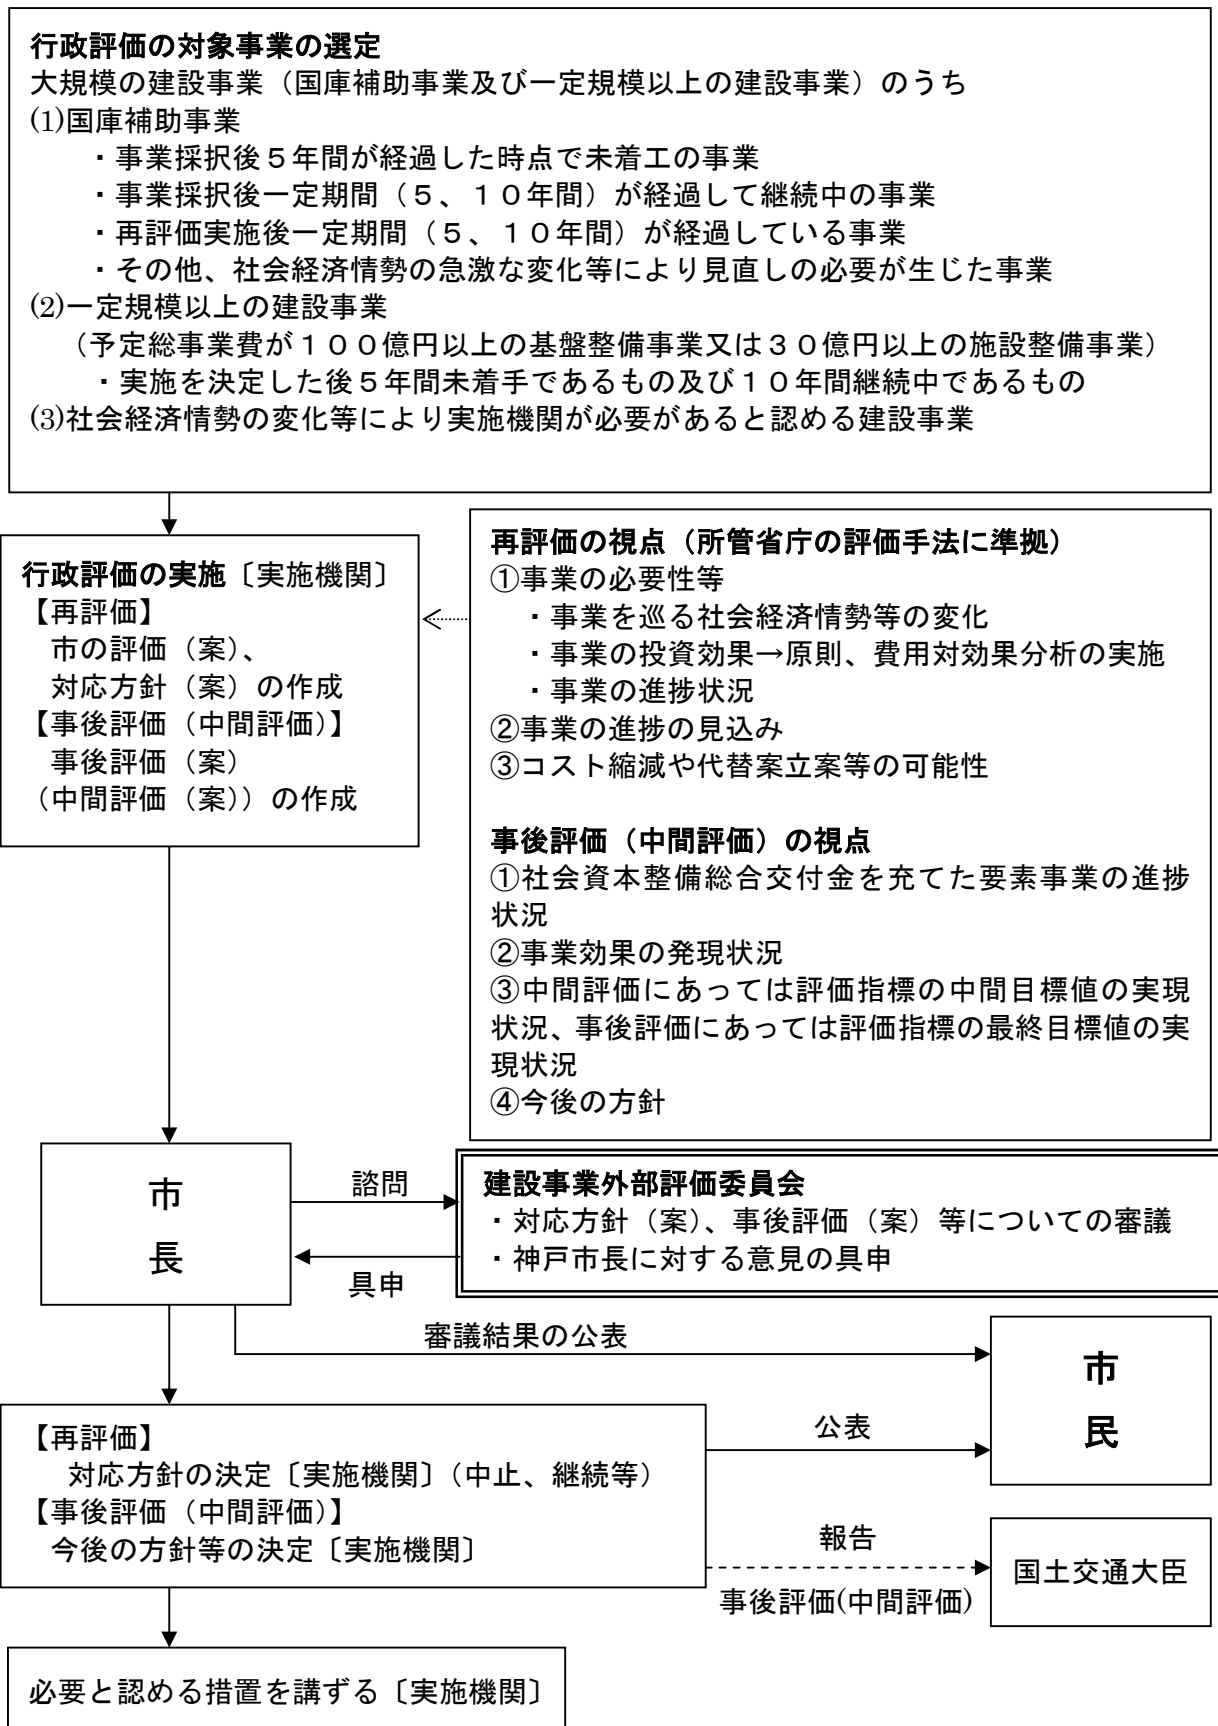 行政評価の対象事業の選定
大規模の建設事業（国庫補助事業及び一定規模以上の建設事業）のうち
(1)国庫補助事業
・事業採択後５年間が経過した時点で未着工の事業
・事業採択後一定期間（５、１０年間）が経過して継続中の事業
・再評価実施後一定期間（５、１０年間）が経過している事業
・その他、社会経済情勢の急激な変化等により見直しの必要が生じた事業
(2)一定規模以上の建設事業
（予定総事業費が１００億円以上の基盤整備事業又は３０億円以上の施設整備事業）
・実施を決定した後５年間未着手であるもの及び１０年間継続中であるもの
(3)社会経済情勢の変化等により実施機関が必要があると認める建設事業
行政評価の実施〔実施機関〕
【再評価】
市の評価（案）、
対応方針（案）の作成
【事後評価（中間評価）】
事後評価（案）
（中間評価（案））の作成
再評価の視点（所管省庁の評価手法に準拠）
①事業の必要性等
・事業を巡る社会経済情勢等の変化
・事業の投資効果→原則、費用対効果分析の実施
・事業の進捗状況
②事業の進捗の見込み
③コスト縮減や代替案立案等の可能性
事後評価（中間評価）の視点
①社会資本整備総合交付金を充てた要素事業の進捗
状況
②事業効果の発現状況
③中間評価にあっては評価指標の中間目標値の実現
状況、事後評価にあっては評価指標の最終目標値の実
現状況
④今後の方針
市
長
諮問
具申
建設事業外部評価委員会
・対応方針（案）、事後評価（案）等についての審議
・神戸市長に対する意見の具申
審議結果の公表
市
民
【再評価】
対応方針の決定〔実施機関〕（中止、継続等）
【事後評価（中間評価）】
今後の方針等の決定〔実施機関〕
公表
報告
事後評価(中間評価)
国土交通大臣
必要と認める措置を講ずる〔実施機関〕